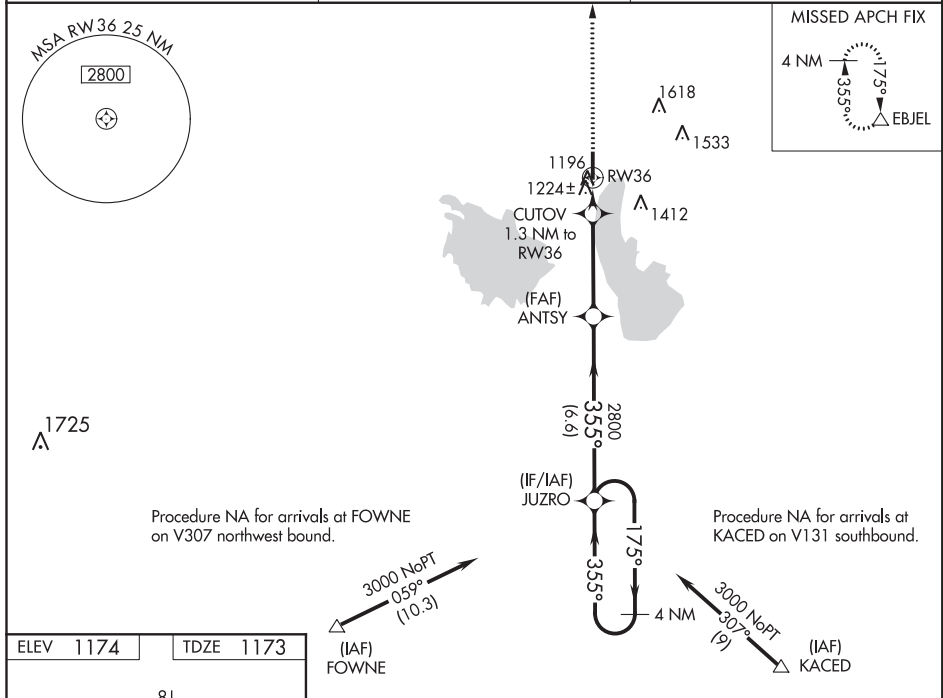 MSA RW36 25 NM
2800
MISSED APCH FIX
4 NM
355°
175°
EBJEL
1618
1533
1196
RW36
1224±
1412
CUTOV
1.3 NM to
RW36
(FAF)
ANTSY
1725
2800
355°
(6.6)
(IF/IAF)
JUZRO
Procedure NA for arrivals at FOWNE
on V307 northwest bound.
Procedure NA for arrivals at
KACED on V131 southbound.
175°
355°
4 NM
3000 NoPT
059°
(10.3)
(IAF)
FOWNE
3000 NoPT
307°
(9)
(IAF)
KACED
ELEV 1174
TDZE 1173